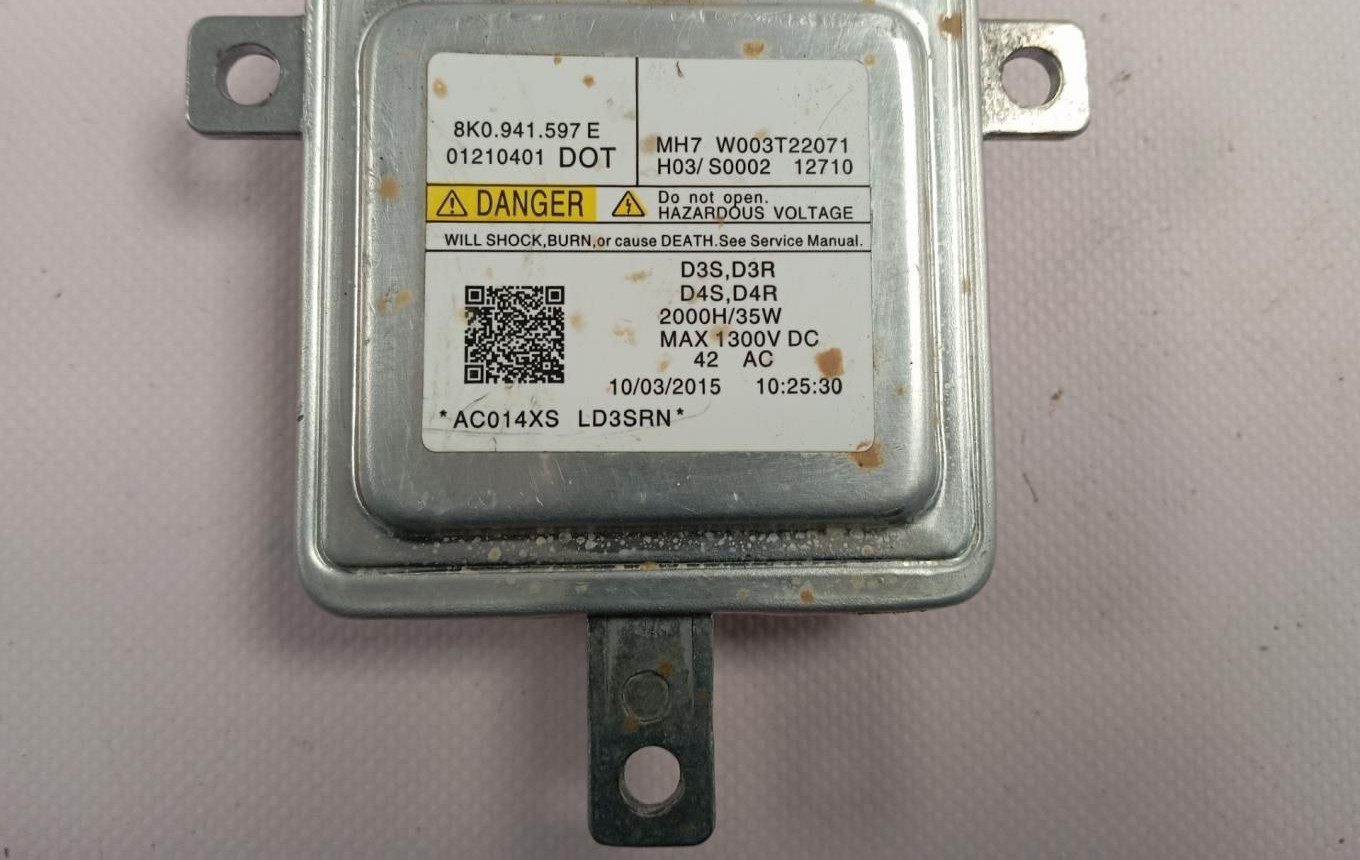 8K0.941.597 E
01210401 DOT
MH7 W003T22071
H03/ S0002 12710
DANGER
Do not open.
HAZARDOUS VOLTAGE
WILL SHOCK,BURN,or cause DEATH.See Service Manual.
D3S,D3R
D4S,D4R
2000H/35W
MAX 1300V DC
42 AC
10/03/2015 10:25:30
*AC014XS LD3SRN*